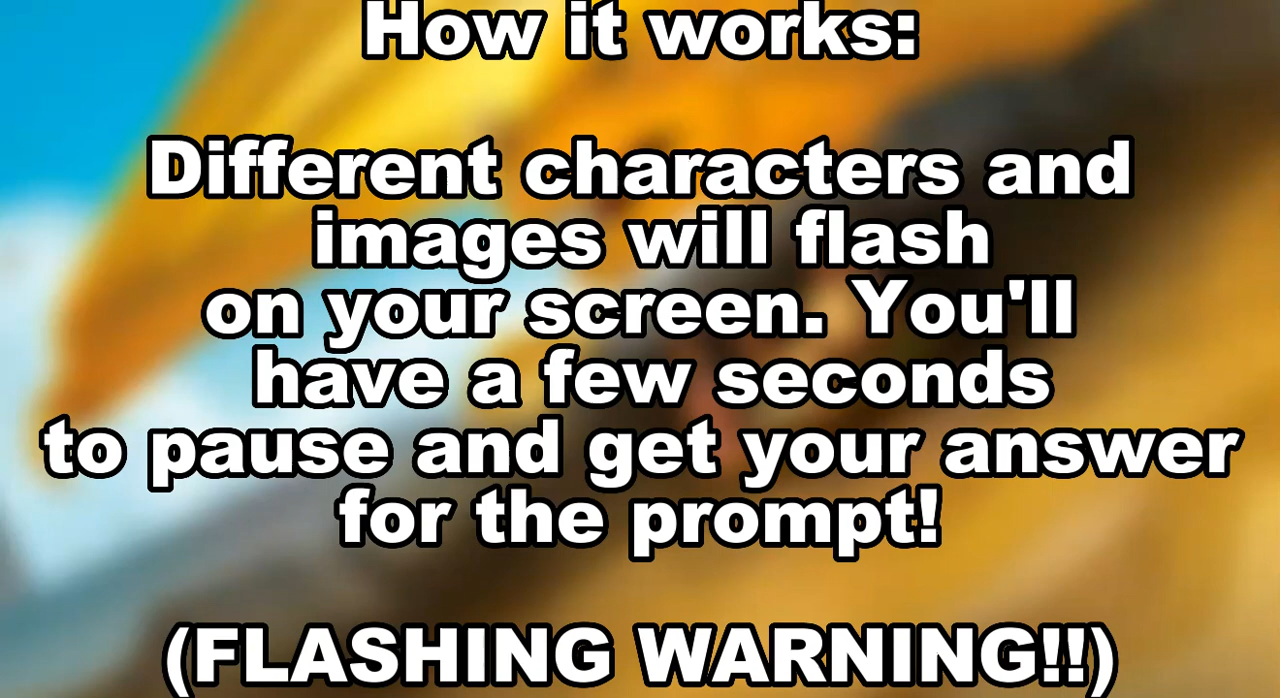 How it works:
Different characters and
images will flash
on your screen. You'll
have a few seconds
to pause and get your answer
for the prompt!
(FLASHING WARNING!!)